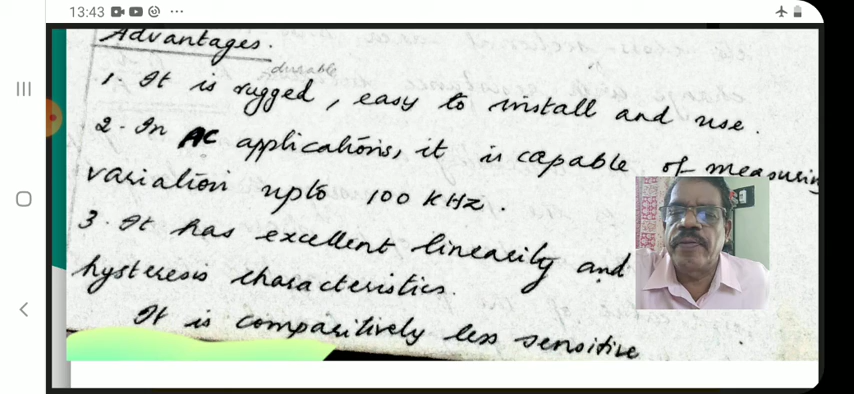 13:43
Advantages.
durable
1. It is rugged, easy to install and use.
2. In AC applications, it is capable of measuring
variation upto 100 KHz.
3. It has excellent linearity and
hysteresis characteristics.
It is comparitively less sensitive